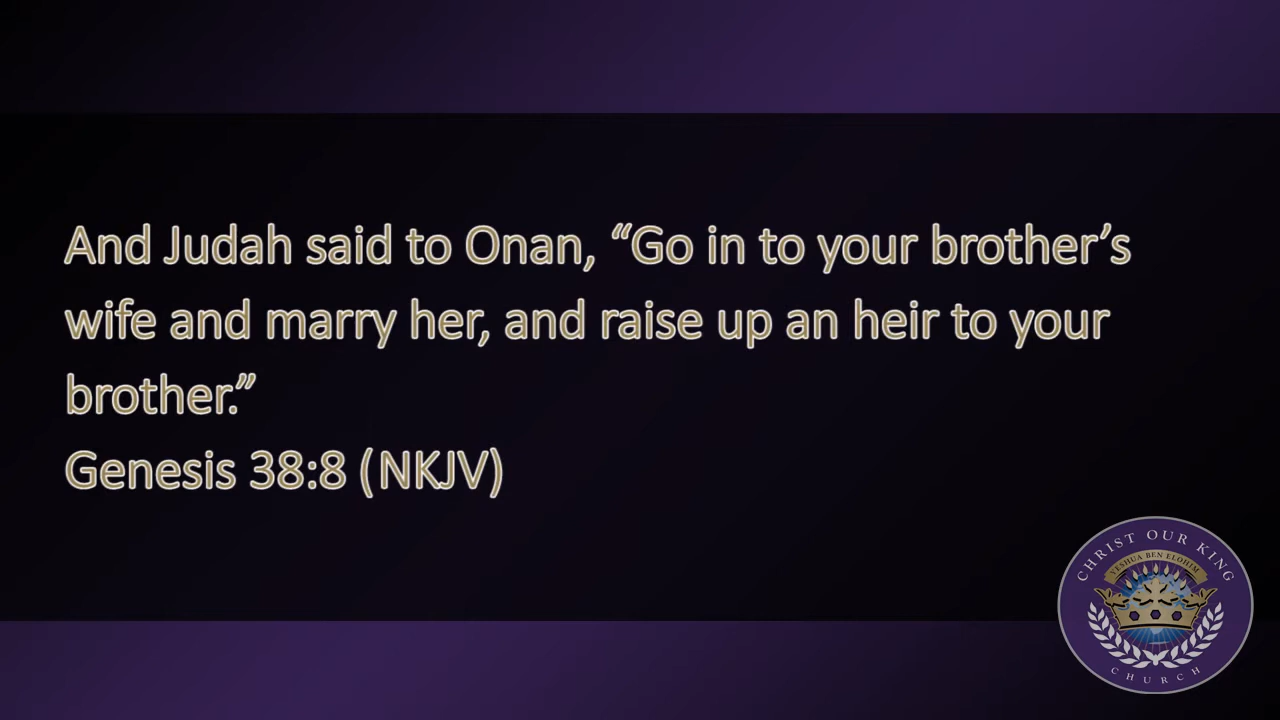 And Judah said to Onan, “Go in to your brother’s
wife and marry her, and raise up an heir to your
brother.”
Genesis 38:8 (NKJV)
CHRIST OUR KING
YESHUA BEN ELOHIM
CHURCH